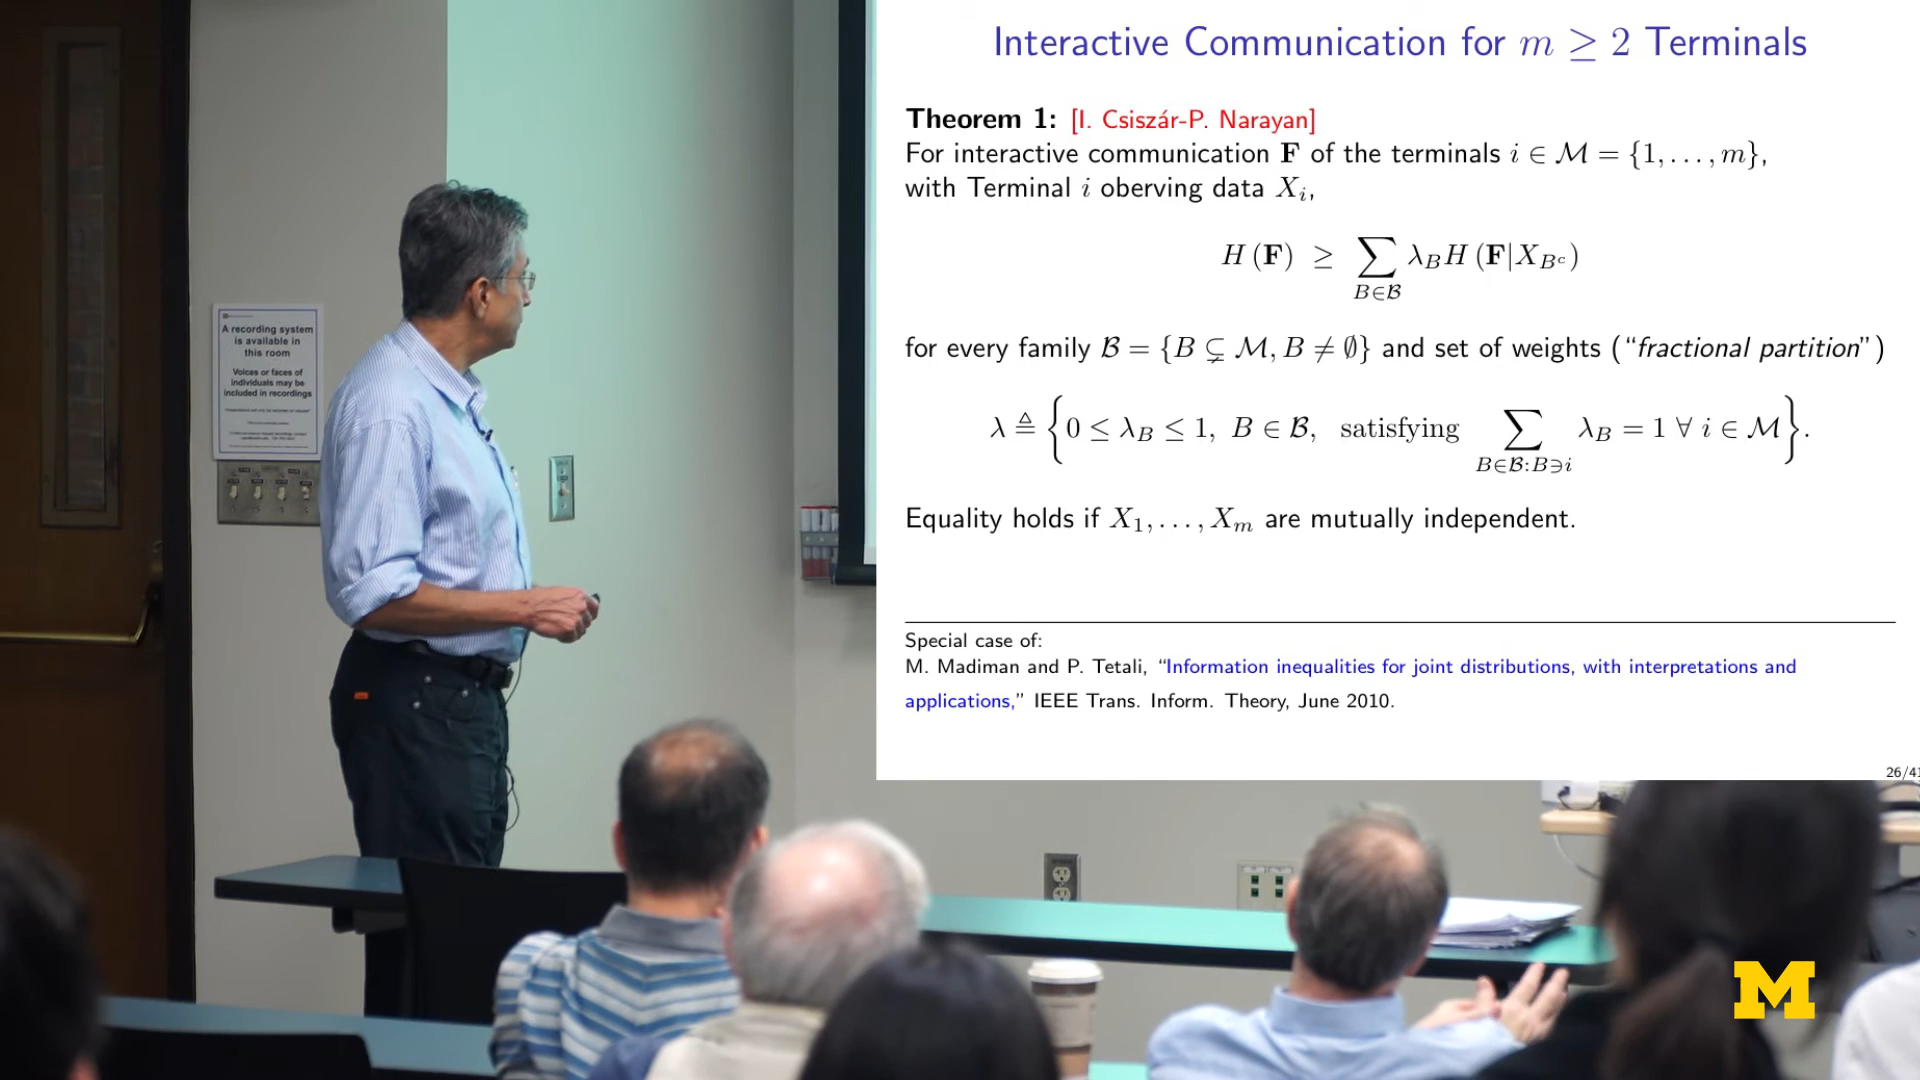 Interactive Communication for m ≥ 2 Terminals
Theorem 1: [I. Csiszár-P. Narayan]
For interactive communication F of the terminals i ∈ M = {1, . . . , m},
with Terminal i oberving data Xᵢ,
H (F) ≥ ∑_{B∈B} λ_B H (F|X_{Bᶜ})
for every family B = {B ⊊ M, B ≠ ∅} and set of weights (“fractional partition”)
λ ≜ {0 ≤ λ_B ≤ 1, B ∈ B, satisfying ∑_{B∈B:B∋i} λ_B = 1 ∀ i ∈ M}.
Equality holds if X₁, . . . , Xₘ are mutually independent.
Special case of:
M. Madiman and P. Tetali, “Information inequalities for joint distributions, with interpretations and
applications,” IEEE Trans. Inform. Theory, June 2010.
26/41
A recording system
is available in
this room
Voices or faces of
individuals may be
included in recordings
M